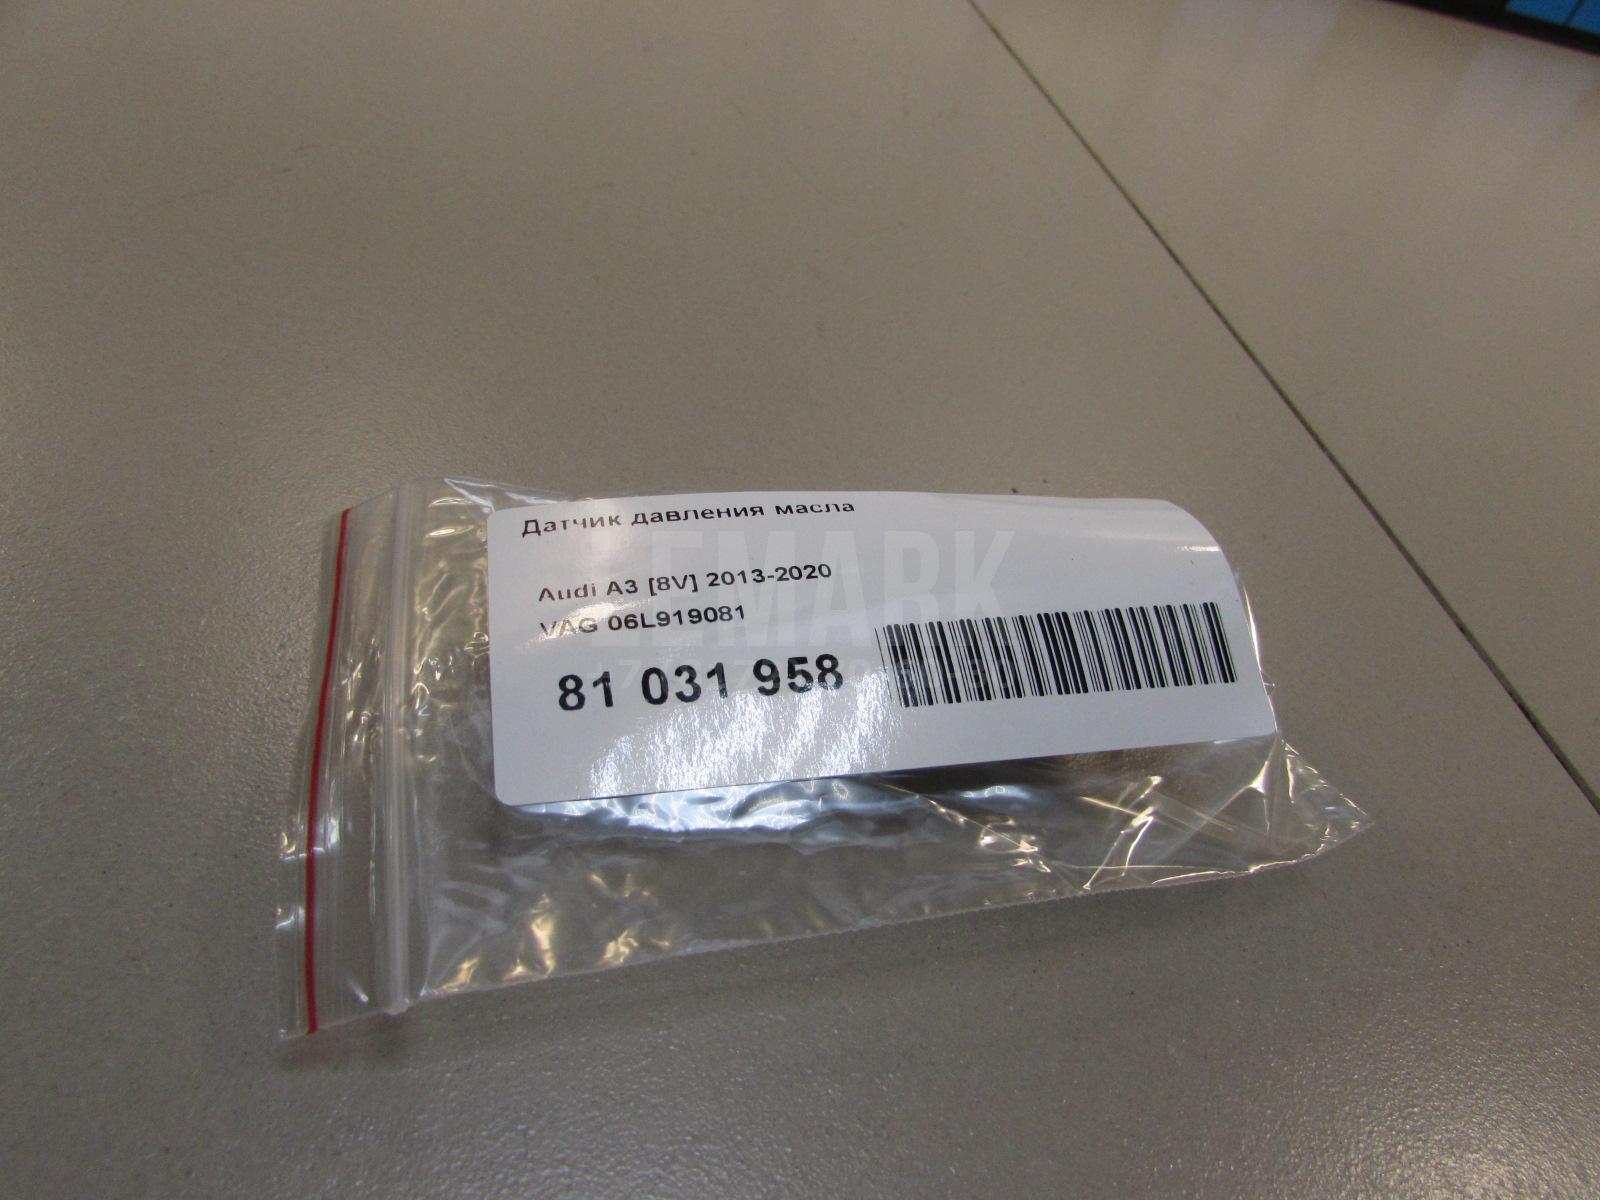 Датчик давления масла
Audi A3 [8V] 2013-2020
VAG 06L919081
81 031 958
LEMARK